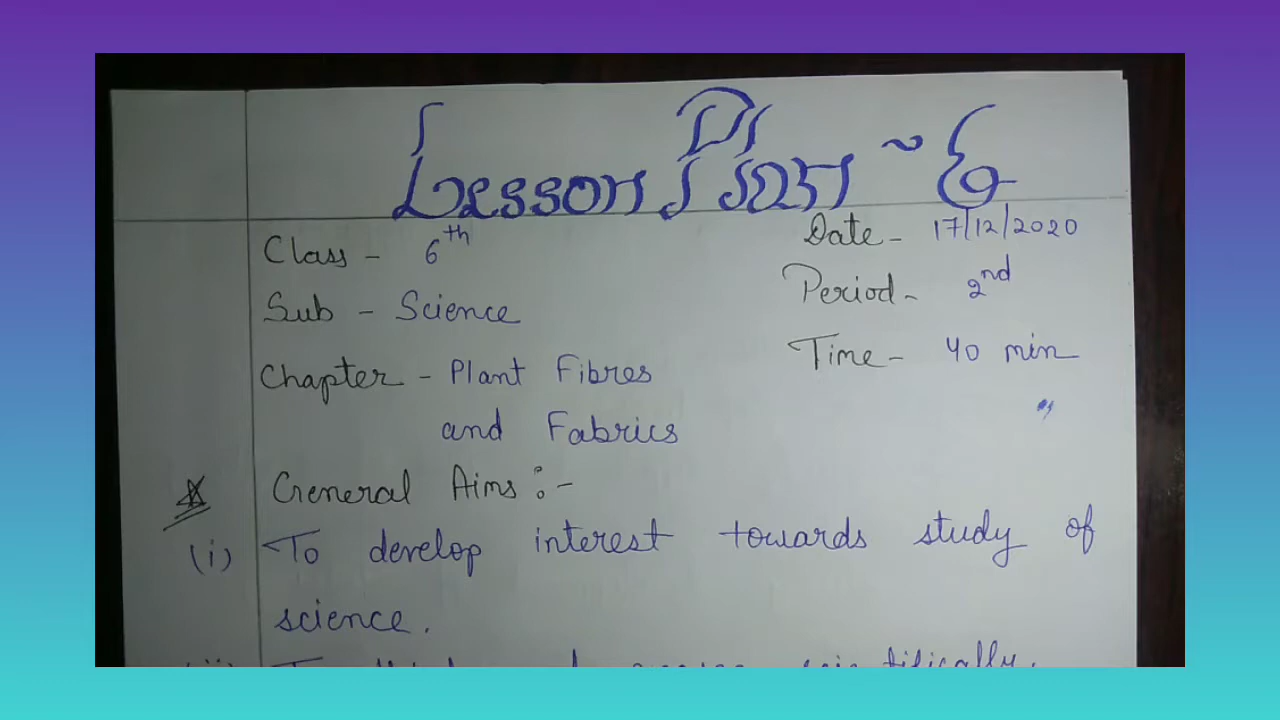 Lesson Plan ~ 6
Class - 6th
Date - 17/12/2020
Sub - Science
Period - 2nd
Chapter - Plant Fibres
Time - 40 min
and Fabrics
General Aims :-
(i) To develop interest towards study of
science.